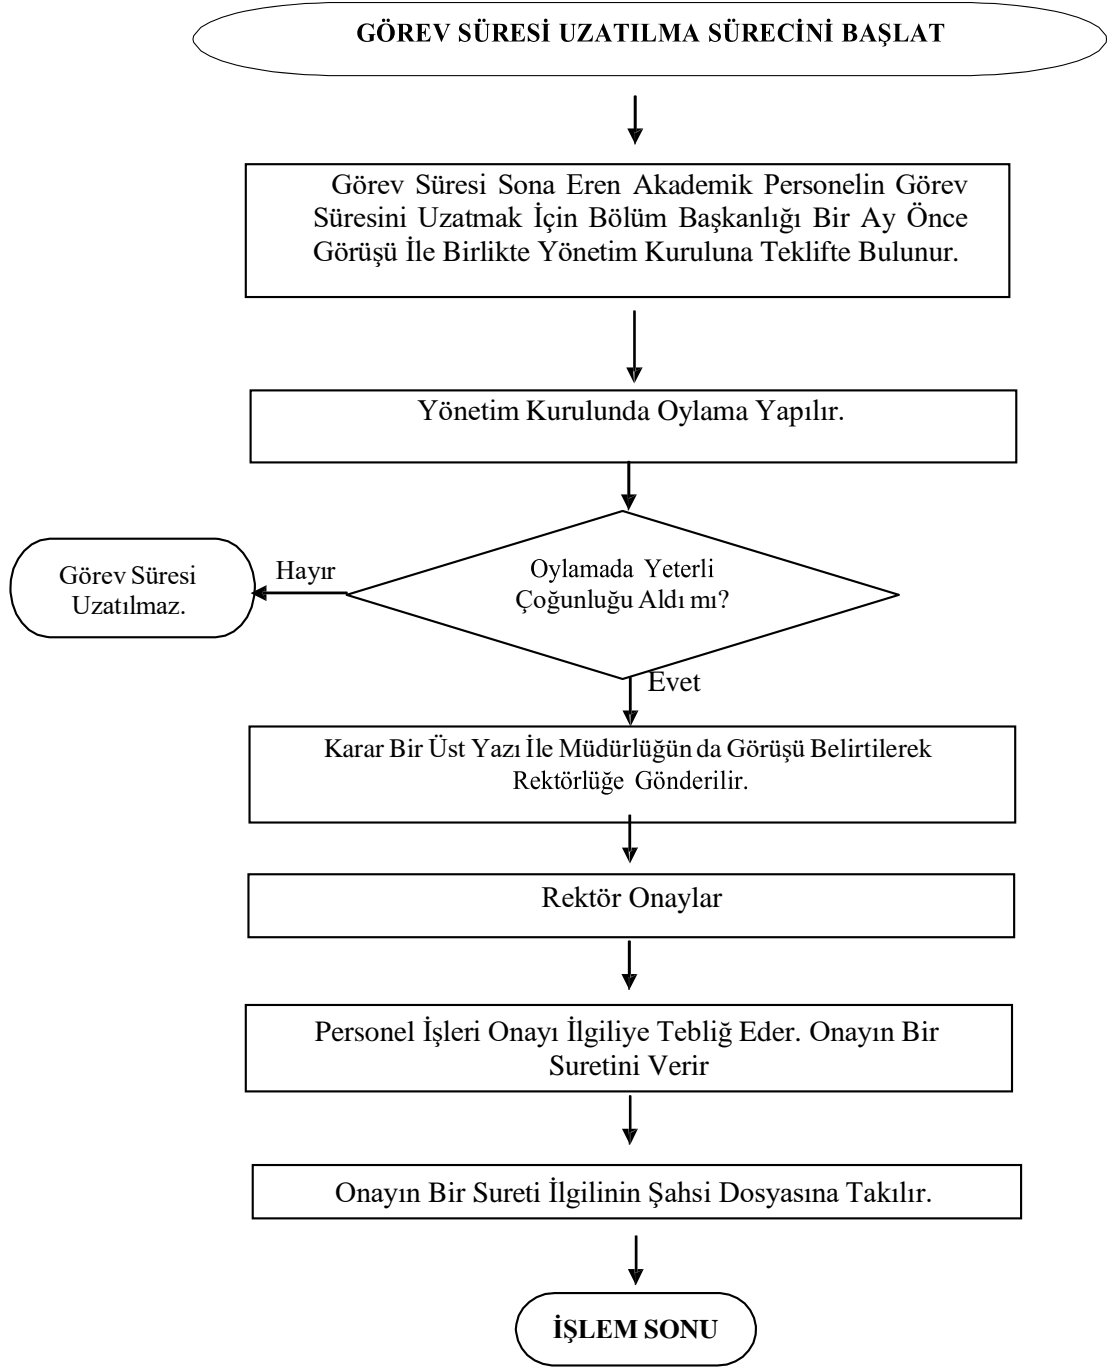 GÖREV SÜRESİ UZATILMA SÜRECİNİ BAŞLAT
Görev Süresi Sona Eren Akademik Personelin Görev
Süresini Uzatmak İçin Bölüm Başkanlığı Bir Ay Önce
Görüşü İle Birlikte Yönetim Kuruluna Teklifte Bulunur.
Yönetim Kurulunda Oylama Yapılır.
Oylamada Yeterli
Çoğunluğu Aldı mı?
Hayır
Görev Süresi
Uzatılmaz.
Evet
Karar Bir Üst Yazı İle Müdürlüğün da Görüşü Belirtilerek
Rektörlüğe Gönderilir.
Rektör Onaylar
Personel İşleri Onayı İlgiliye Tebliğ Eder. Onayın Bir
Suretini Verir
Onayın Bir Sureti İlgilinin Şahsi Dosyasına Takılır.
İŞLEM SONU